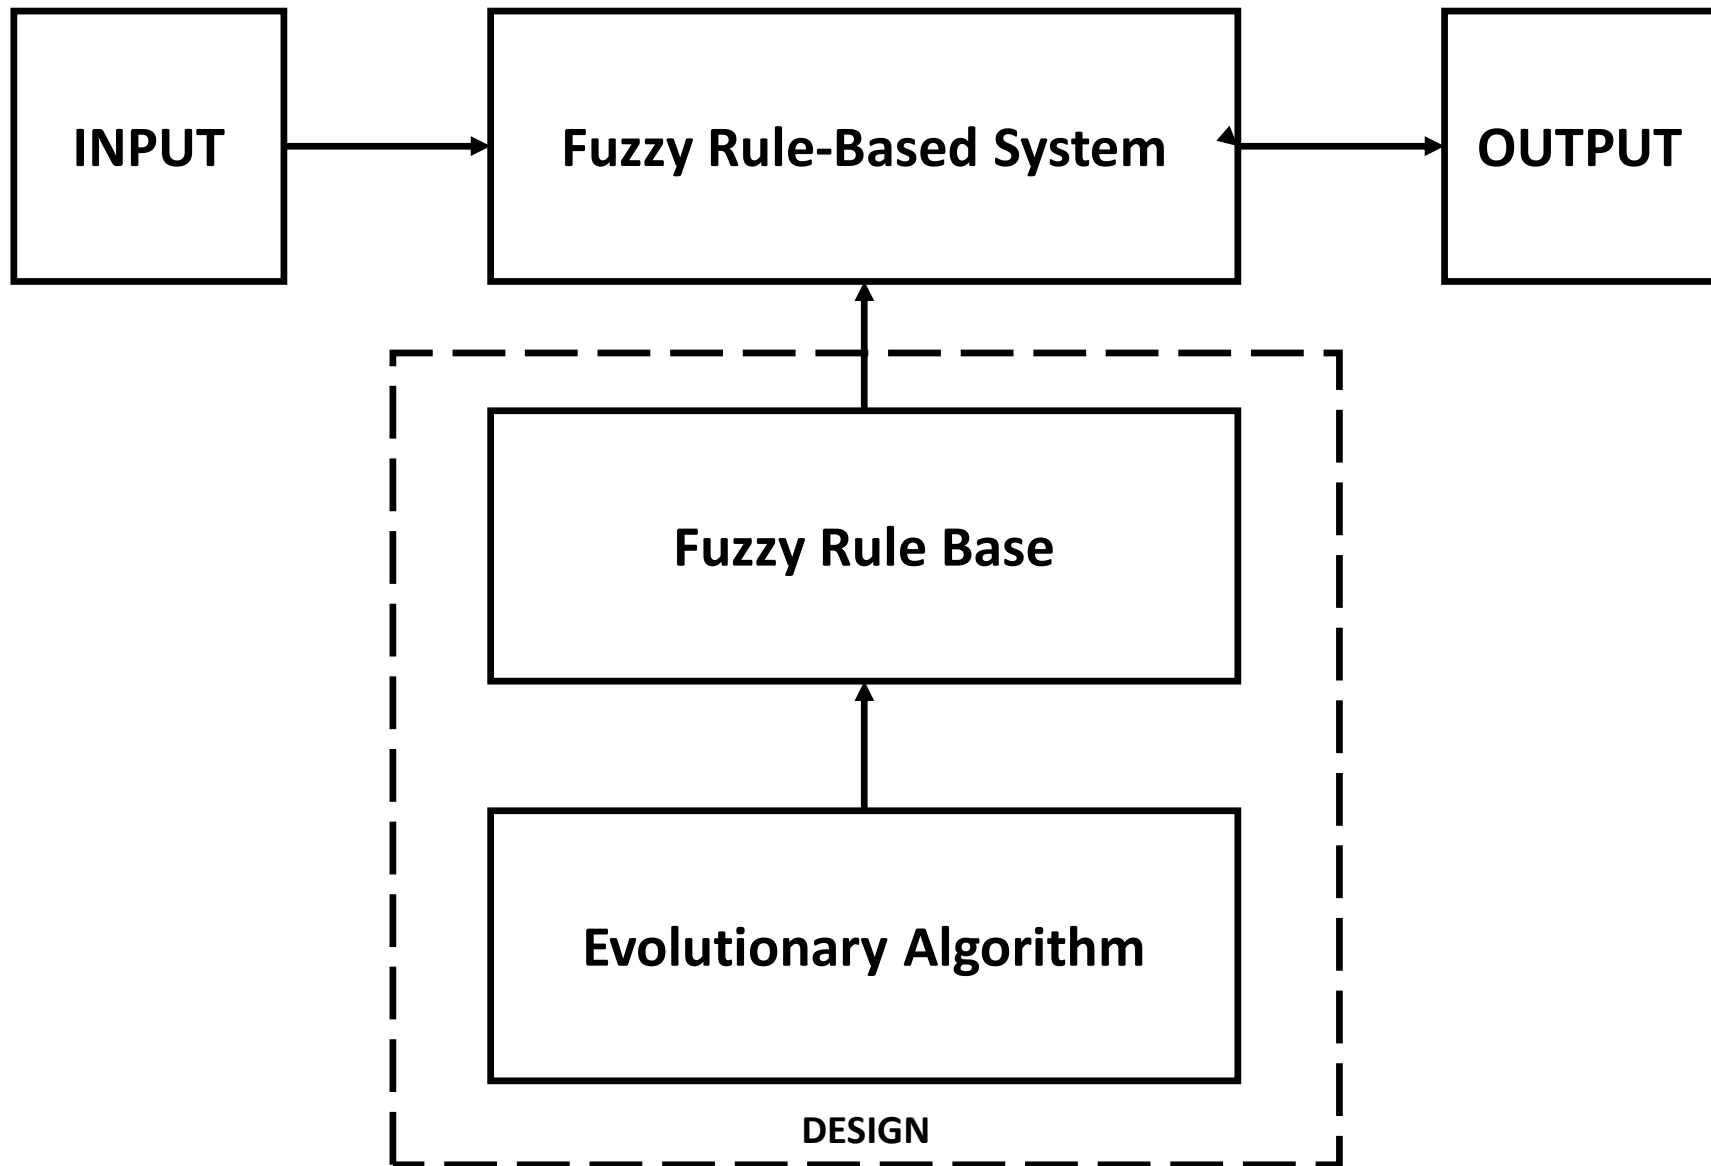 INPUT
Fuzzy Rule-Based System
OUTPUT
Fuzzy Rule Base
Evolutionary Algorithm
DESIGN